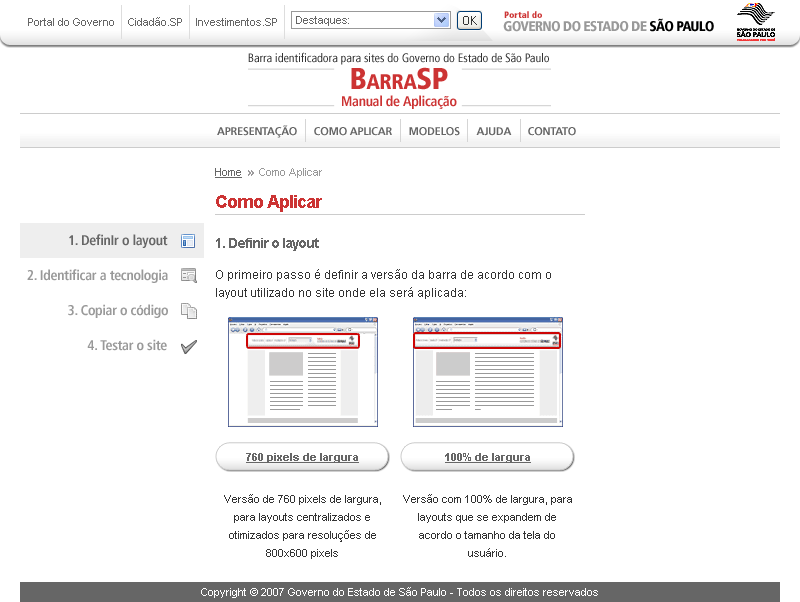 Portal do Governo
Cidadão.SP
Investimentos.SP
Destaques:
OK
Portal do
GOVERNO DO ESTADO DE SÃO PAULO
GOVERNO DO ESTADO DE
SÃO PAULO
Barra identificadora para sites do Governo do Estado de São Paulo
BARRASP
Manual de Aplicação
APRESENTAÇÃO
COMO APLICAR
MODELOS
AJUDA
CONTATO
Home » Como Aplicar
Como Aplicar
1. Definir o layout
2. Identificar a tecnologia
3. Copiar o código
4. Testar o site
1. Definir o layout
O primeiro passo é definir a versão da barra de acordo com o
layout utilizado no site onde ela será aplicada:
760 pixels de largura
Versão de 760 pixels de largura,
para layouts centralizados e
otimizados para resoluções de
800x600 pixels
100% de largura
Versão com 100% de largura, para
layouts que se expandem de
acordo o tamanho da tela do
usuário.
Copyright © 2007 Governo do Estado de São Paulo - Todos os direitos reservados